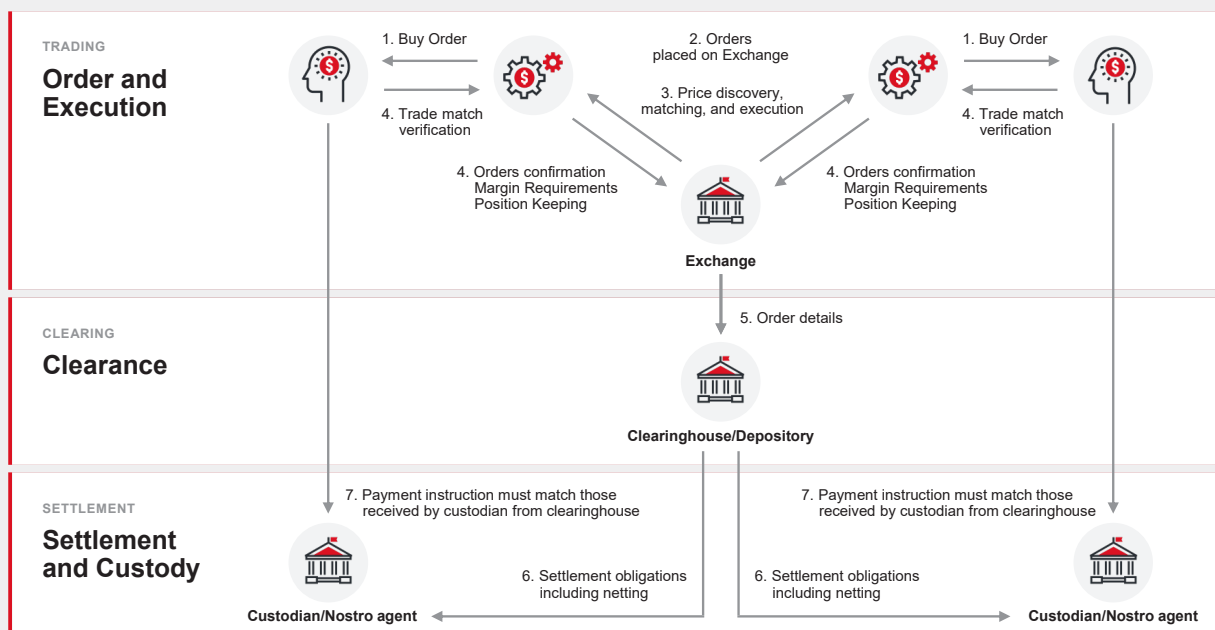 TRADING
Order and
Execution
1. Buy Order
4. Trade match
verification
2. Orders
placed on Exchange
3. Price discovery,
matching, and execution
1. Buy Order
4. Trade match
verification
4. Orders confirmation
Margin Requirements
Position Keeping
4. Orders confirmation
Margin Requirements
Position Keeping
Exchange
CLEARING
Clearance
5. Order details
Clearinghouse/Depository
SETTLEMENT
Settlement
and Custody
7. Payment instruction must match those
received by custodian from clearinghouse
7. Payment instruction must match those
received by custodian from clearinghouse
6. Settlement obligations
including netting
6. Settlement obligations
including netting
Custodian/Nostro agent
Custodian/Nostro agent